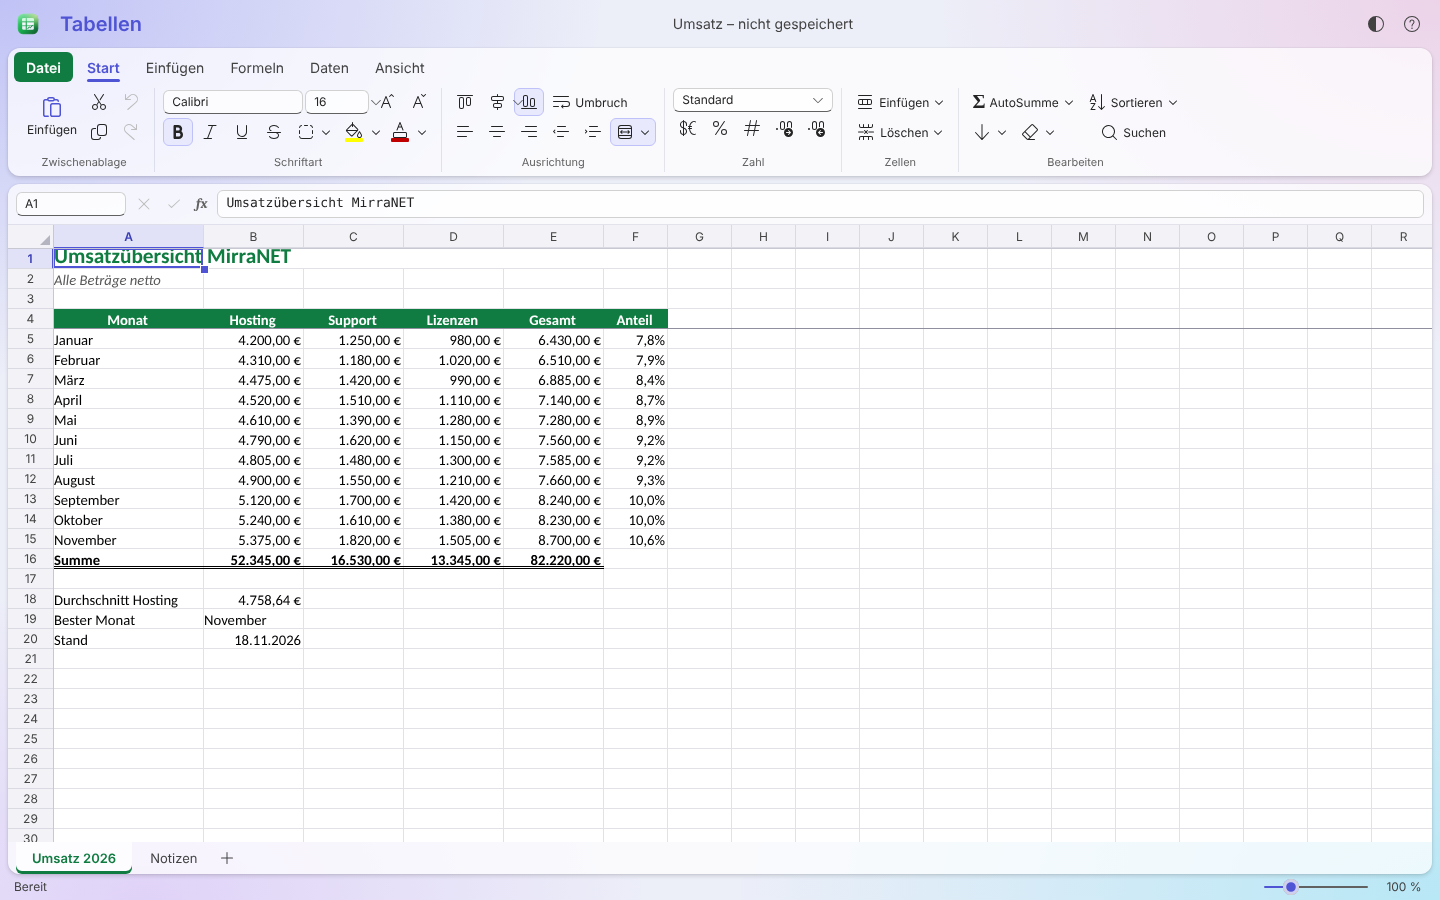 Tabellen
Umsatz – nicht gespeichert
Datei Start Einfügen Formeln Daten Ansicht
Einfügen
Zwischenablage
Calibri 16
Schriftart
Umbruch
Ausrichtung
Standard
Zahl
Einfügen
Löschen
Zellen
AutoSumme Sortieren
Suchen
Bearbeiten
A1 fx Umsatzübersicht MirraNET
A B C D E F G H I J K L M N O P Q R
1 Umsatzübersicht MirraNET
2 Alle Beträge netto
3
4 Monat Hosting Support Lizenzen Gesamt Anteil
5 Januar 4.200,00 € 1.250,00 € 980,00 € 6.430,00 € 7,8%
6 Februar 4.310,00 € 1.180,00 € 1.020,00 € 6.510,00 € 7,9%
7 März 4.475,00 € 1.420,00 € 990,00 € 6.885,00 € 8,4%
8 April 4.520,00 € 1.510,00 € 1.110,00 € 7.140,00 € 8,7%
9 Mai 4.610,00 € 1.390,00 € 1.280,00 € 7.280,00 € 8,9%
10 Juni 4.790,00 € 1.620,00 € 1.150,00 € 7.560,00 € 9,2%
11 Juli 4.805,00 € 1.480,00 € 1.300,00 € 7.585,00 € 9,2%
12 August 4.900,00 € 1.550,00 € 1.210,00 € 7.660,00 € 9,3%
13 September 5.120,00 € 1.700,00 € 1.420,00 € 8.240,00 € 10,0%
14 Oktober 5.240,00 € 1.610,00 € 1.380,00 € 8.230,00 € 10,0%
15 November 5.375,00 € 1.820,00 € 1.505,00 € 8.700,00 € 10,6%
16 Summe 52.345,00 € 16.530,00 € 13.345,00 € 82.220,00 €
17
18 Durchschnitt Hosting 4.758,64 €
19 Bester Monat November
20 Stand 18.11.2026
21
22
23
24
25
26
27
28
29
30
Umsatz 2026 Notizen
Bereit 100 %